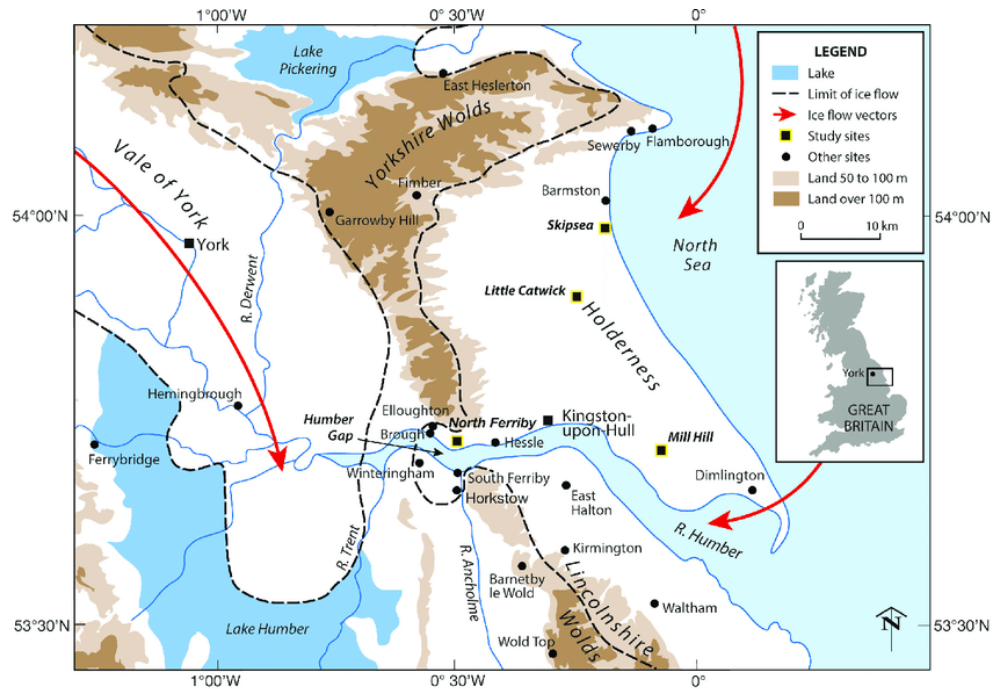 1°00'W
0° 30'W
0°
Lake
Pickering
East Heslerton
Yorkshire Wolds
Sewerby
Flamborough
Vale of York
Fimber
Barmston
Garrowby Hill
54°00'N
54°00'N
Skipsea
York
North
Sea
R. Derwent
Little Catwick
Holderness
Hemingbrough
Elloughton
Humber
Gap
Brough
North Ferriby
Kingston-
upon-Hull
Hessle
Mill Hill
Ferrybridge
Winteringham
South Ferriby
Horkstow
Dimlington
East
Halton
R. Humber
R. Trent
R. Ancholme
Kirmington
Barnetby
le Wold
Lincolnshire
Wolds
Waltham
Lake Humber
Wold Top
53°30'N
53°30'N
N
1°00'W
0° 30'W
0°
LEGEND
Lake
Limit of ice flow
Ice flow vectors
Study sites
Other sites
Land 50 to 100 m
Land over 100 m
0
10 km
York
GREAT
BRITAIN